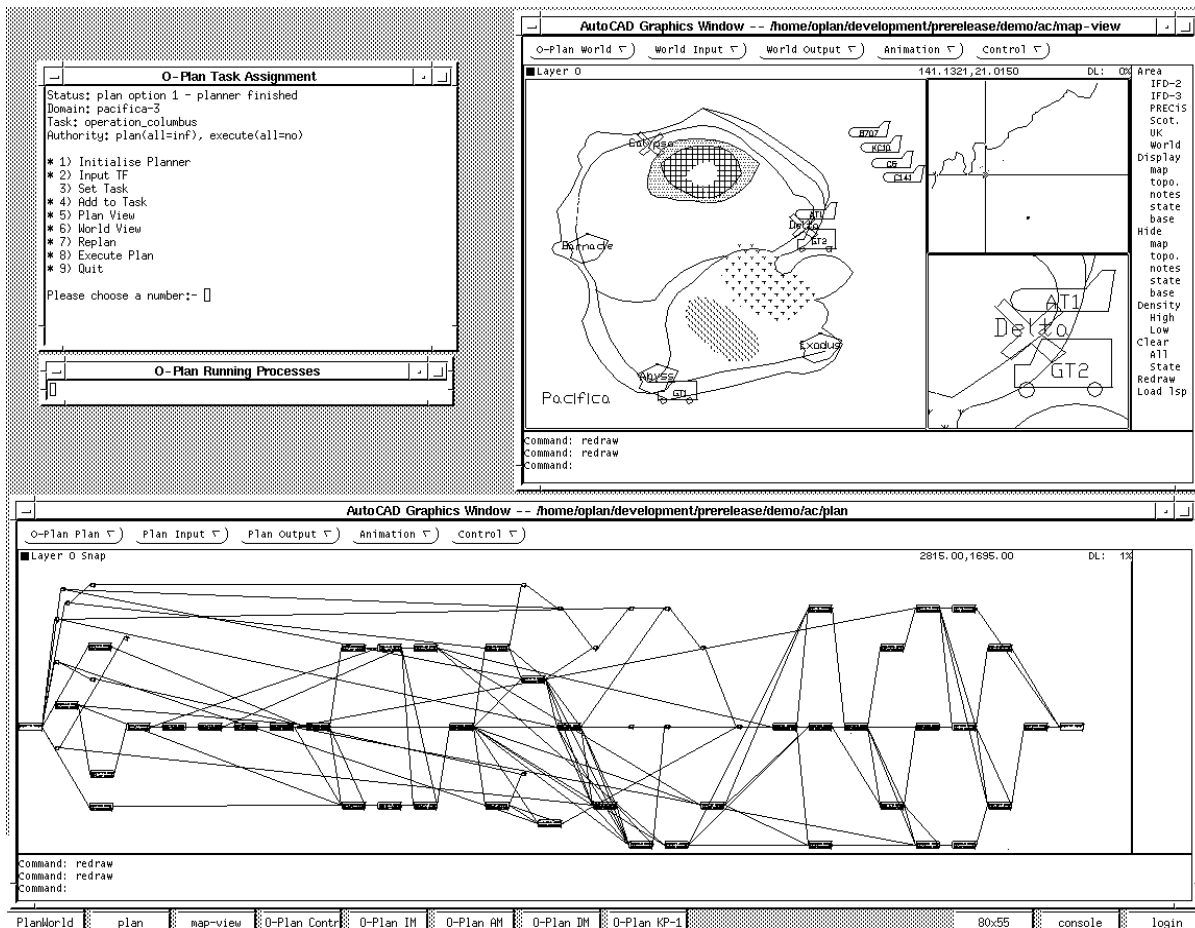 O-Plan Task Assignment
Status: plan option 1 - planner finished
Domain: pacifica-3
Task: operation_columbus
Authority: plan(all=inf), execute(all=no)
* 1) Initialise Planner
* 2) Input TF
3) Set Task
* 4) Add to Task
* 5) Plan View
* 6) World View
* 7) Replan
* 8) Execute Plan
* 9) Quit
Please choose a number:-
O-Plan Running Processes
AutoCAD Graphics Window -- /home/oplan/development/prerelease/demo/ac/map-view
O-Plan World World Input World Output Animation Control
Layer 0 141.1321,21.0150 DL: 0%
Calypso
B707
KC10
C5
C141
AT1
Delta
GT2
Barnacle
Exodus
Abyss
GT1
Pacifica
AT1
Delta
GT2
Area
IFD-2
IFD-3
PRECiS
Scot.
UK
World
Display
map
topo.
notes
state
base
Hide
map
topo.
notes
state
base
Density
High
Low
Clear
All
State
Redraw
Load lsp
Command: redraw
Command: redraw
Command:
AutoCAD Graphics Window -- /home/oplan/development/prerelease/demo/ac/plan
O-Plan Plan Plan Input Plan Output Animation Control
Layer 0 Snap 2815.00,1695.00 DL: 1%
Command: redraw
Command: redraw
Command:
PlanWorld plan map-view O-Plan Contr O-Plan IM O-Plan AM O-Plan DM O-Plan KP-1 80x55 console login